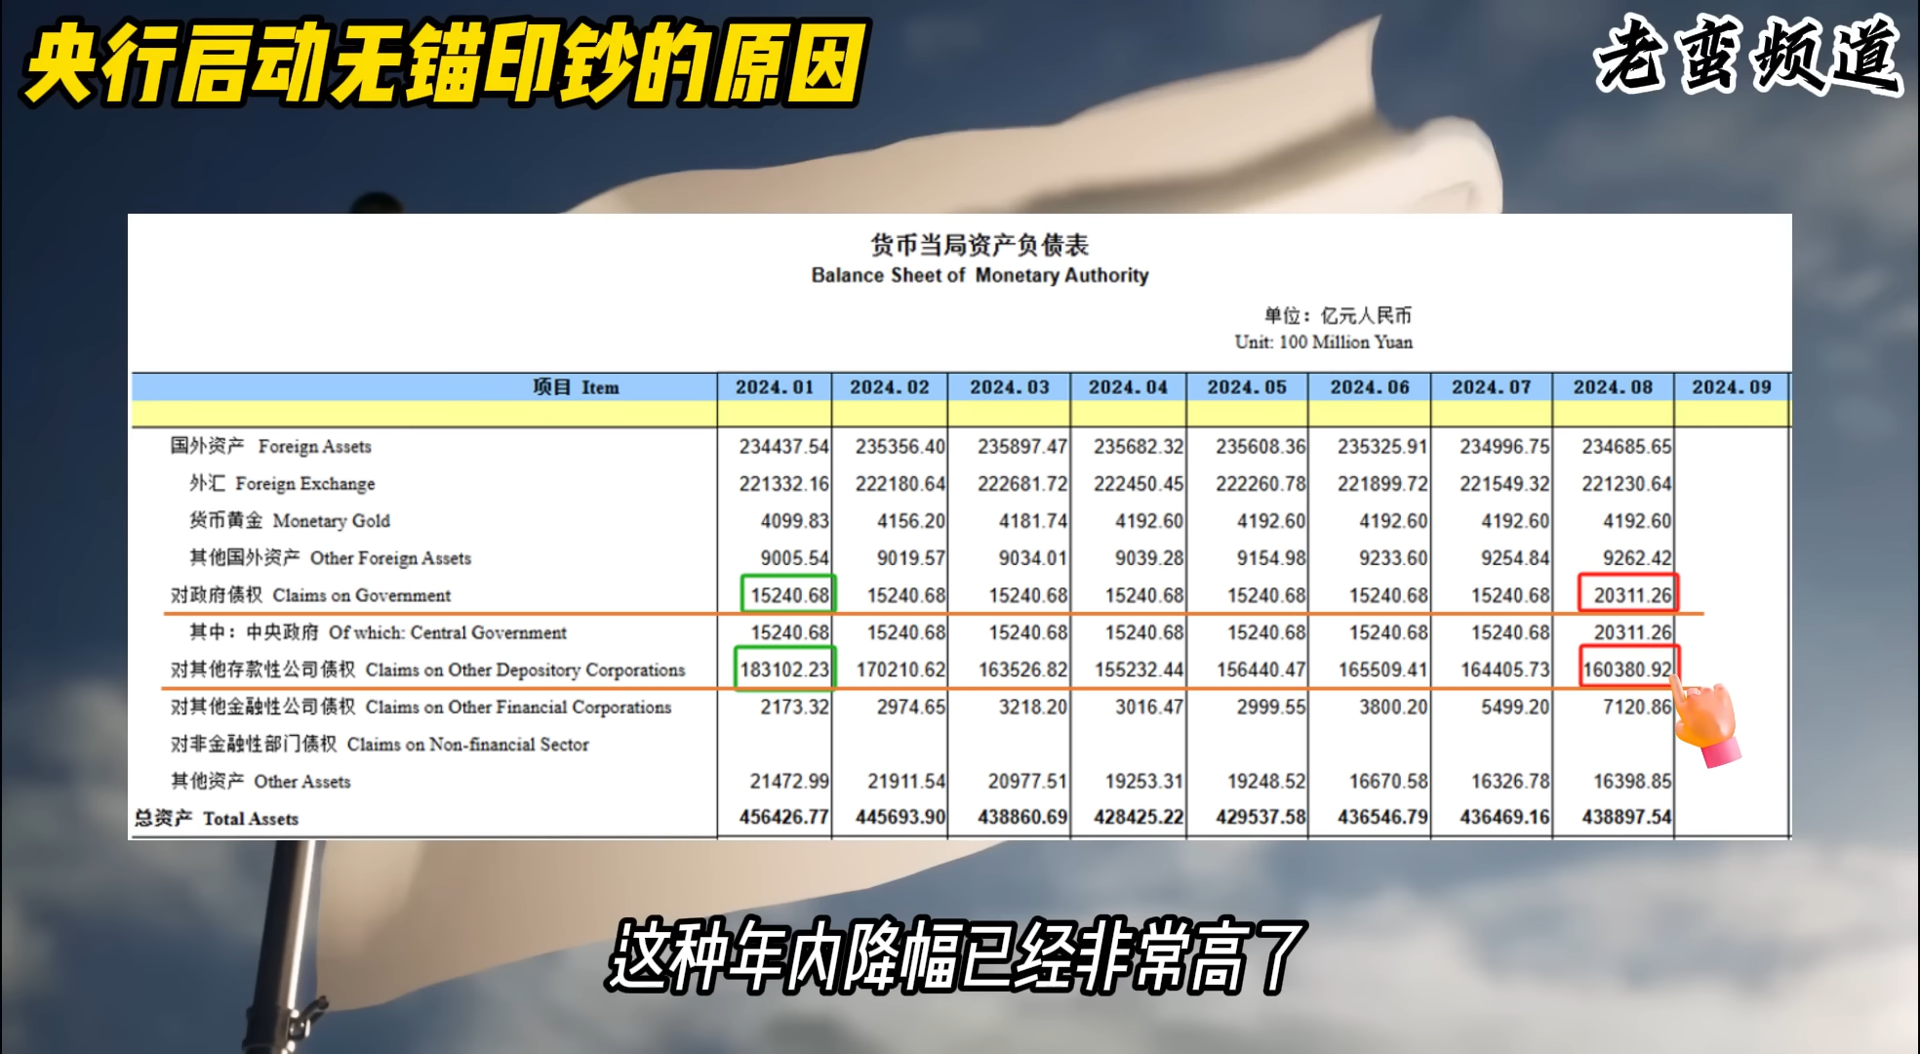 央行启动无锚印钞的原因
老蛮频道
货币当局资产负债表
Balance Sheet of Monetary Authority
单位：亿元人民币
Unit: 100 Million Yuan
项目 Item 2024.01 2024.02 2024.03 2024.04 2024.05 2024.06 2024.07 2024.08 2024.09
国外资产 Foreign Assets 234437.54 235356.40 235897.47 235682.32 235608.36 235325.91 234996.75 234685.65
外汇 Foreign Exchange 221332.16 222180.64 222681.72 222450.45 222260.78 221899.72 221549.32 221230.64
货币黄金 Monetary Gold 4099.83 4156.20 4181.74 4192.60 4192.60 4192.60 4192.60 4192.60
其他国外资产 Other Foreign Assets 9005.54 9019.57 9034.01 9039.28 9154.98 9233.60 9254.84 9262.42
对政府债权 Claims on Government 15240.68 15240.68 15240.68 15240.68 15240.68 15240.68 15240.68 20311.26
其中：中央政府 Of which: Central Government 15240.68 15240.68 15240.68 15240.68 15240.68 15240.68 15240.68 20311.26
对其他存款性公司债权 Claims on Other Depository Corporations 183102.23 170210.62 163526.82 155232.44 156440.47 165509.41 164405.73 160380.92
对其他金融性公司债权 Claims on Other Financial Corporations 2173.32 2974.65 3218.20 3016.47 2999.55 3800.20 5499.20 7120.86
对非金融性部门债权 Claims on Non-financial Sector
其他资产 Other Assets 21472.99 21911.54 20977.51 19253.31 19248.52 16670.58 16326.78 16398.85
总资产 Total Assets 456426.77 445693.90 438860.69 428425.22 429537.58 436546.79 436469.16 438897.54
这种年内降幅已经非常高了